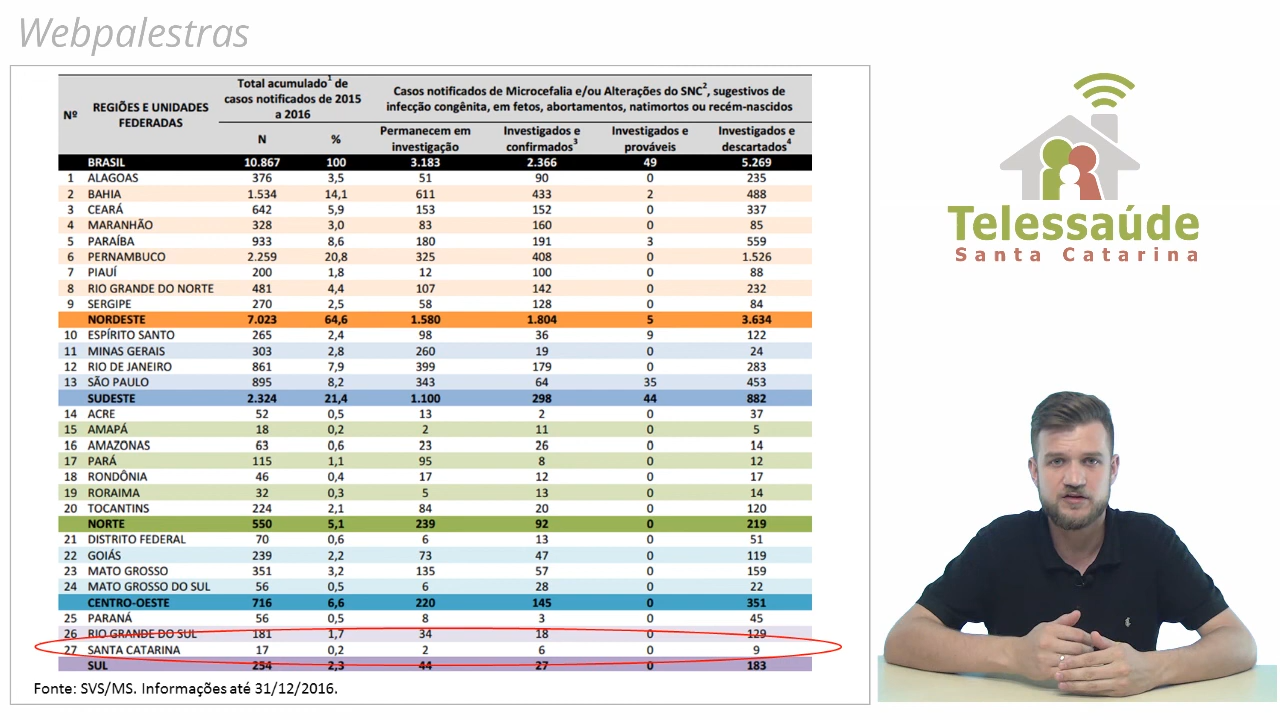 Webpalestras
Nº REGIÕES E UNIDADES FEDERADAS Total acumulado¹ de casos notificados de 2015 a 2016 Casos notificados de Microcefalia e/ou Alterações do SNC², sugestivos de infecção congênita, em fetos, abortamentos, natimortos ou recém-nascidos
N % Permanecem em investigação Investigados e confirmados³ Investigados e prováveis Investigados e descartados⁴
BRASIL 10.867 100 3.183 2.366 49 5.269
1 ALAGOAS 376 3,5 51 90 0 235
2 BAHIA 1.534 14,1 611 433 2 488
3 CEARÁ 642 5,9 153 152 0 337
4 MARANHÃO 328 3,0 83 160 0 85
5 PARAÍBA 933 8,6 180 191 3 559
6 PERNAMBUCO 2.259 20,8 325 408 0 1.526
7 PIAUÍ 200 1,8 12 100 0 88
8 RIO GRANDE DO NORTE 481 4,4 107 142 0 232
9 SERGIPE 270 2,5 58 128 0 84
NORDESTE 7.023 64,6 1.580 1.804 5 3.634
10 ESPÍRITO SANTO 265 2,4 98 36 9 122
11 MINAS GERAIS 303 2,8 260 19 0 24
12 RIO DE JANEIRO 861 7,9 399 179 0 283
13 SÃO PAULO 895 8,2 343 64 35 453
SUDESTE 2.324 21,4 1.100 298 44 882
14 ACRE 52 0,5 13 2 0 37
15 AMAPÁ 18 0,2 2 11 0 5
16 AMAZONAS 63 0,6 23 26 0 14
17 PARÁ 115 1,1 95 8 0 12
18 RONDÔNIA 46 0,4 17 12 0 17
19 RORAIMA 32 0,3 5 13 0 14
20 TOCANTINS 224 2,1 84 20 0 120
NORTE 550 5,1 239 92 0 219
21 DISTRITO FEDERAL 70 0,6 6 13 0 51
22 GOIÁS 239 2,2 73 47 0 119
23 MATO GROSSO 351 3,2 135 57 0 159
24 MATO GROSSO DO SUL 56 0,5 6 28 0 22
CENTRO-OESTE 716 6,6 220 145 0 351
25 PARANÁ 56 0,5 8 3 0 45
26 RIO GRANDE DO SUL 181 1,7 34 18 0 129
27 SANTA CATARINA 17 0,2 2 6 0 9
SUL 254 2,3 44 27 0 183
Fonte: SVS/MS. Informações até 31/12/2016.
Telessaúde
Santa Catarina